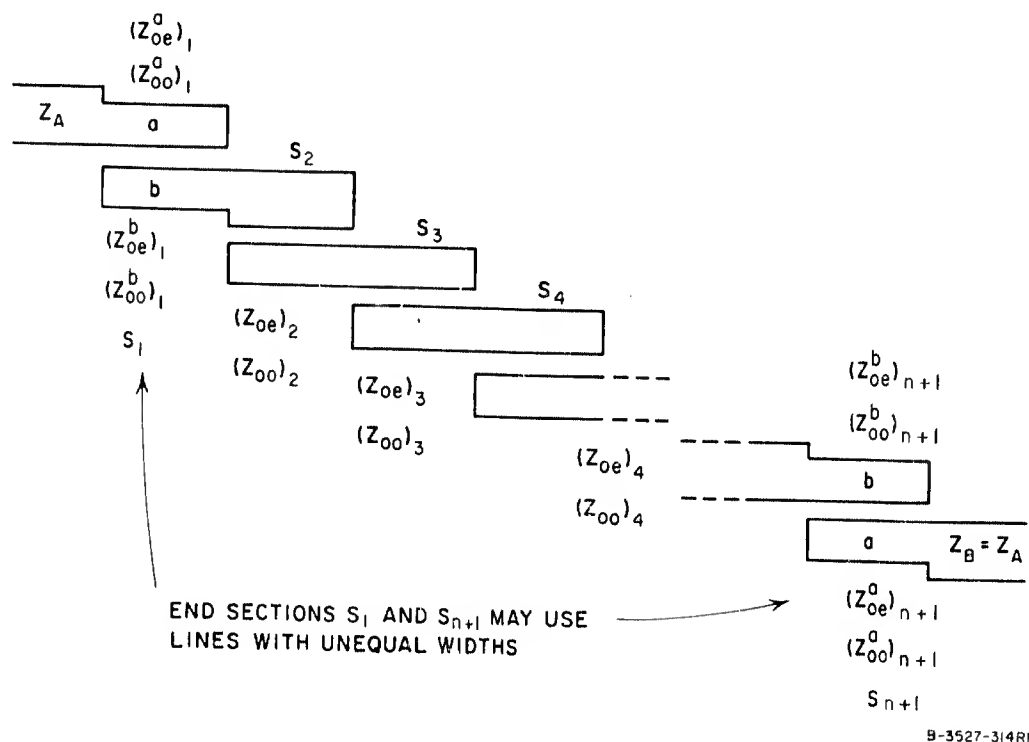 (Z^a_oe)_1
(Z^a_oo)_1
Z_A
a
S_2
b
S_3
(Z^b_oe)_1
(Z^b_oo)_1
S_1
S_4
(Z_oe)_2
(Z_oo)_2
(Z_oe)_3
(Z_oo)_3
(Z^b_oe)_n+1
(Z^b_oo)_n+1
(Z_oe)_4
(Z_oo)_4
b
a
Z_B = Z_A
END SECTIONS S_1 AND S_n+1 MAY USE
LINES WITH UNEQUAL WIDTHS
(Z^a_oe)_n+1
(Z^a_oo)_n+1
S_n+1
B-3527-314RI